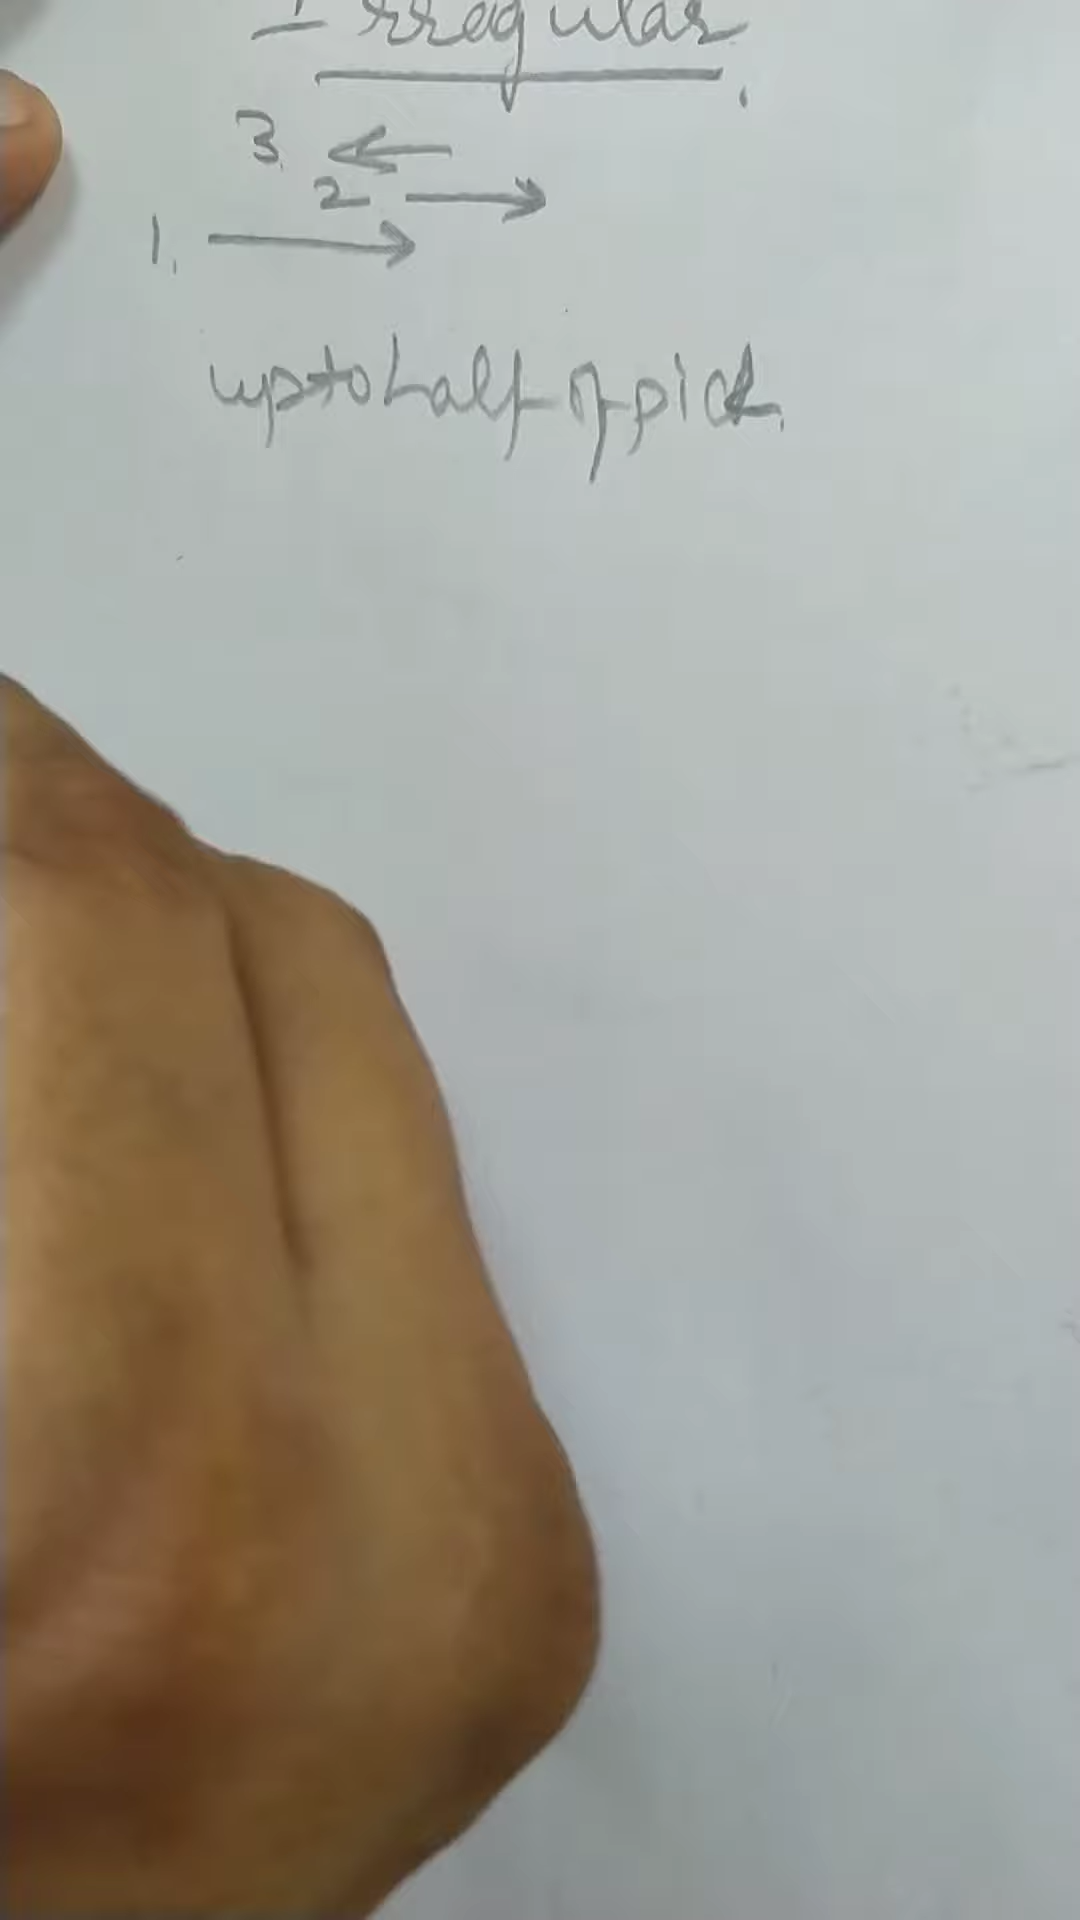 Irregular.
3. ←
2 →
1. →
upto half of pick.